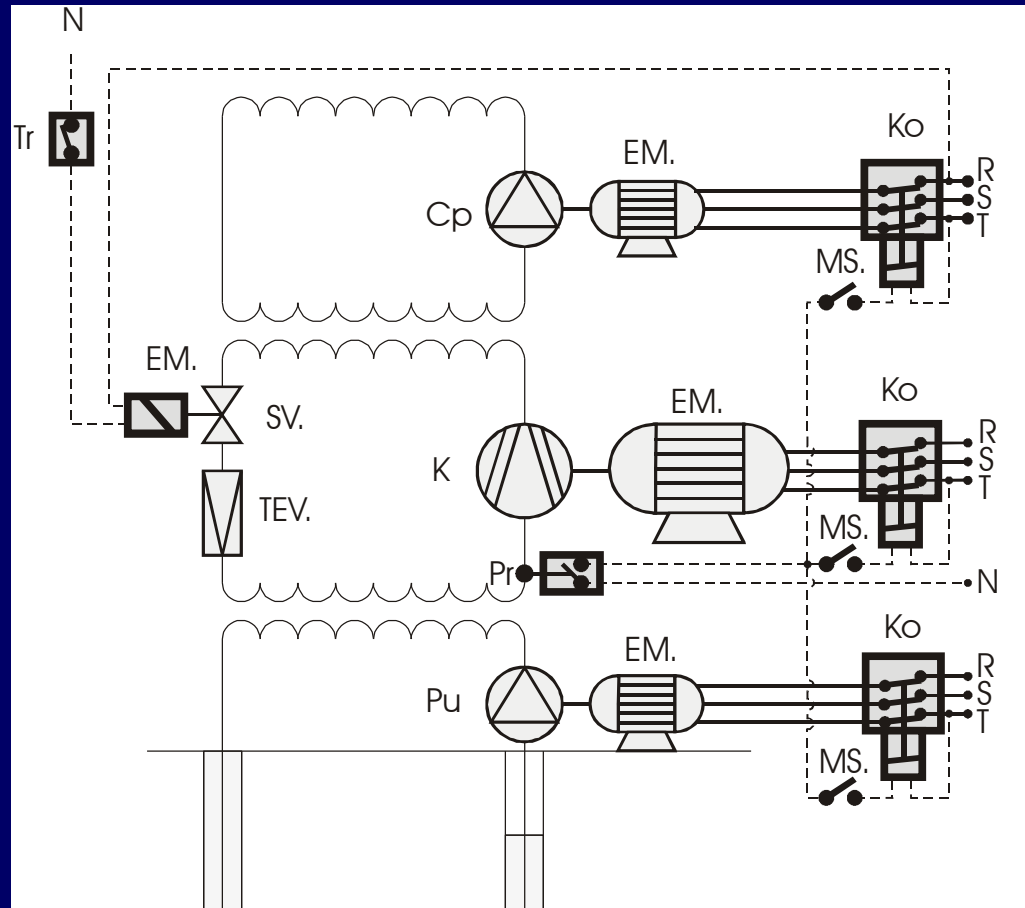 N
Tr
Cp
EM.
Ko
R
S
T
MS.
EM.
SV.
TEV.
K
EM.
Ko
R
S
T
MS.
Pr
N
Pu
EM.
Ko
R
S
T
MS.